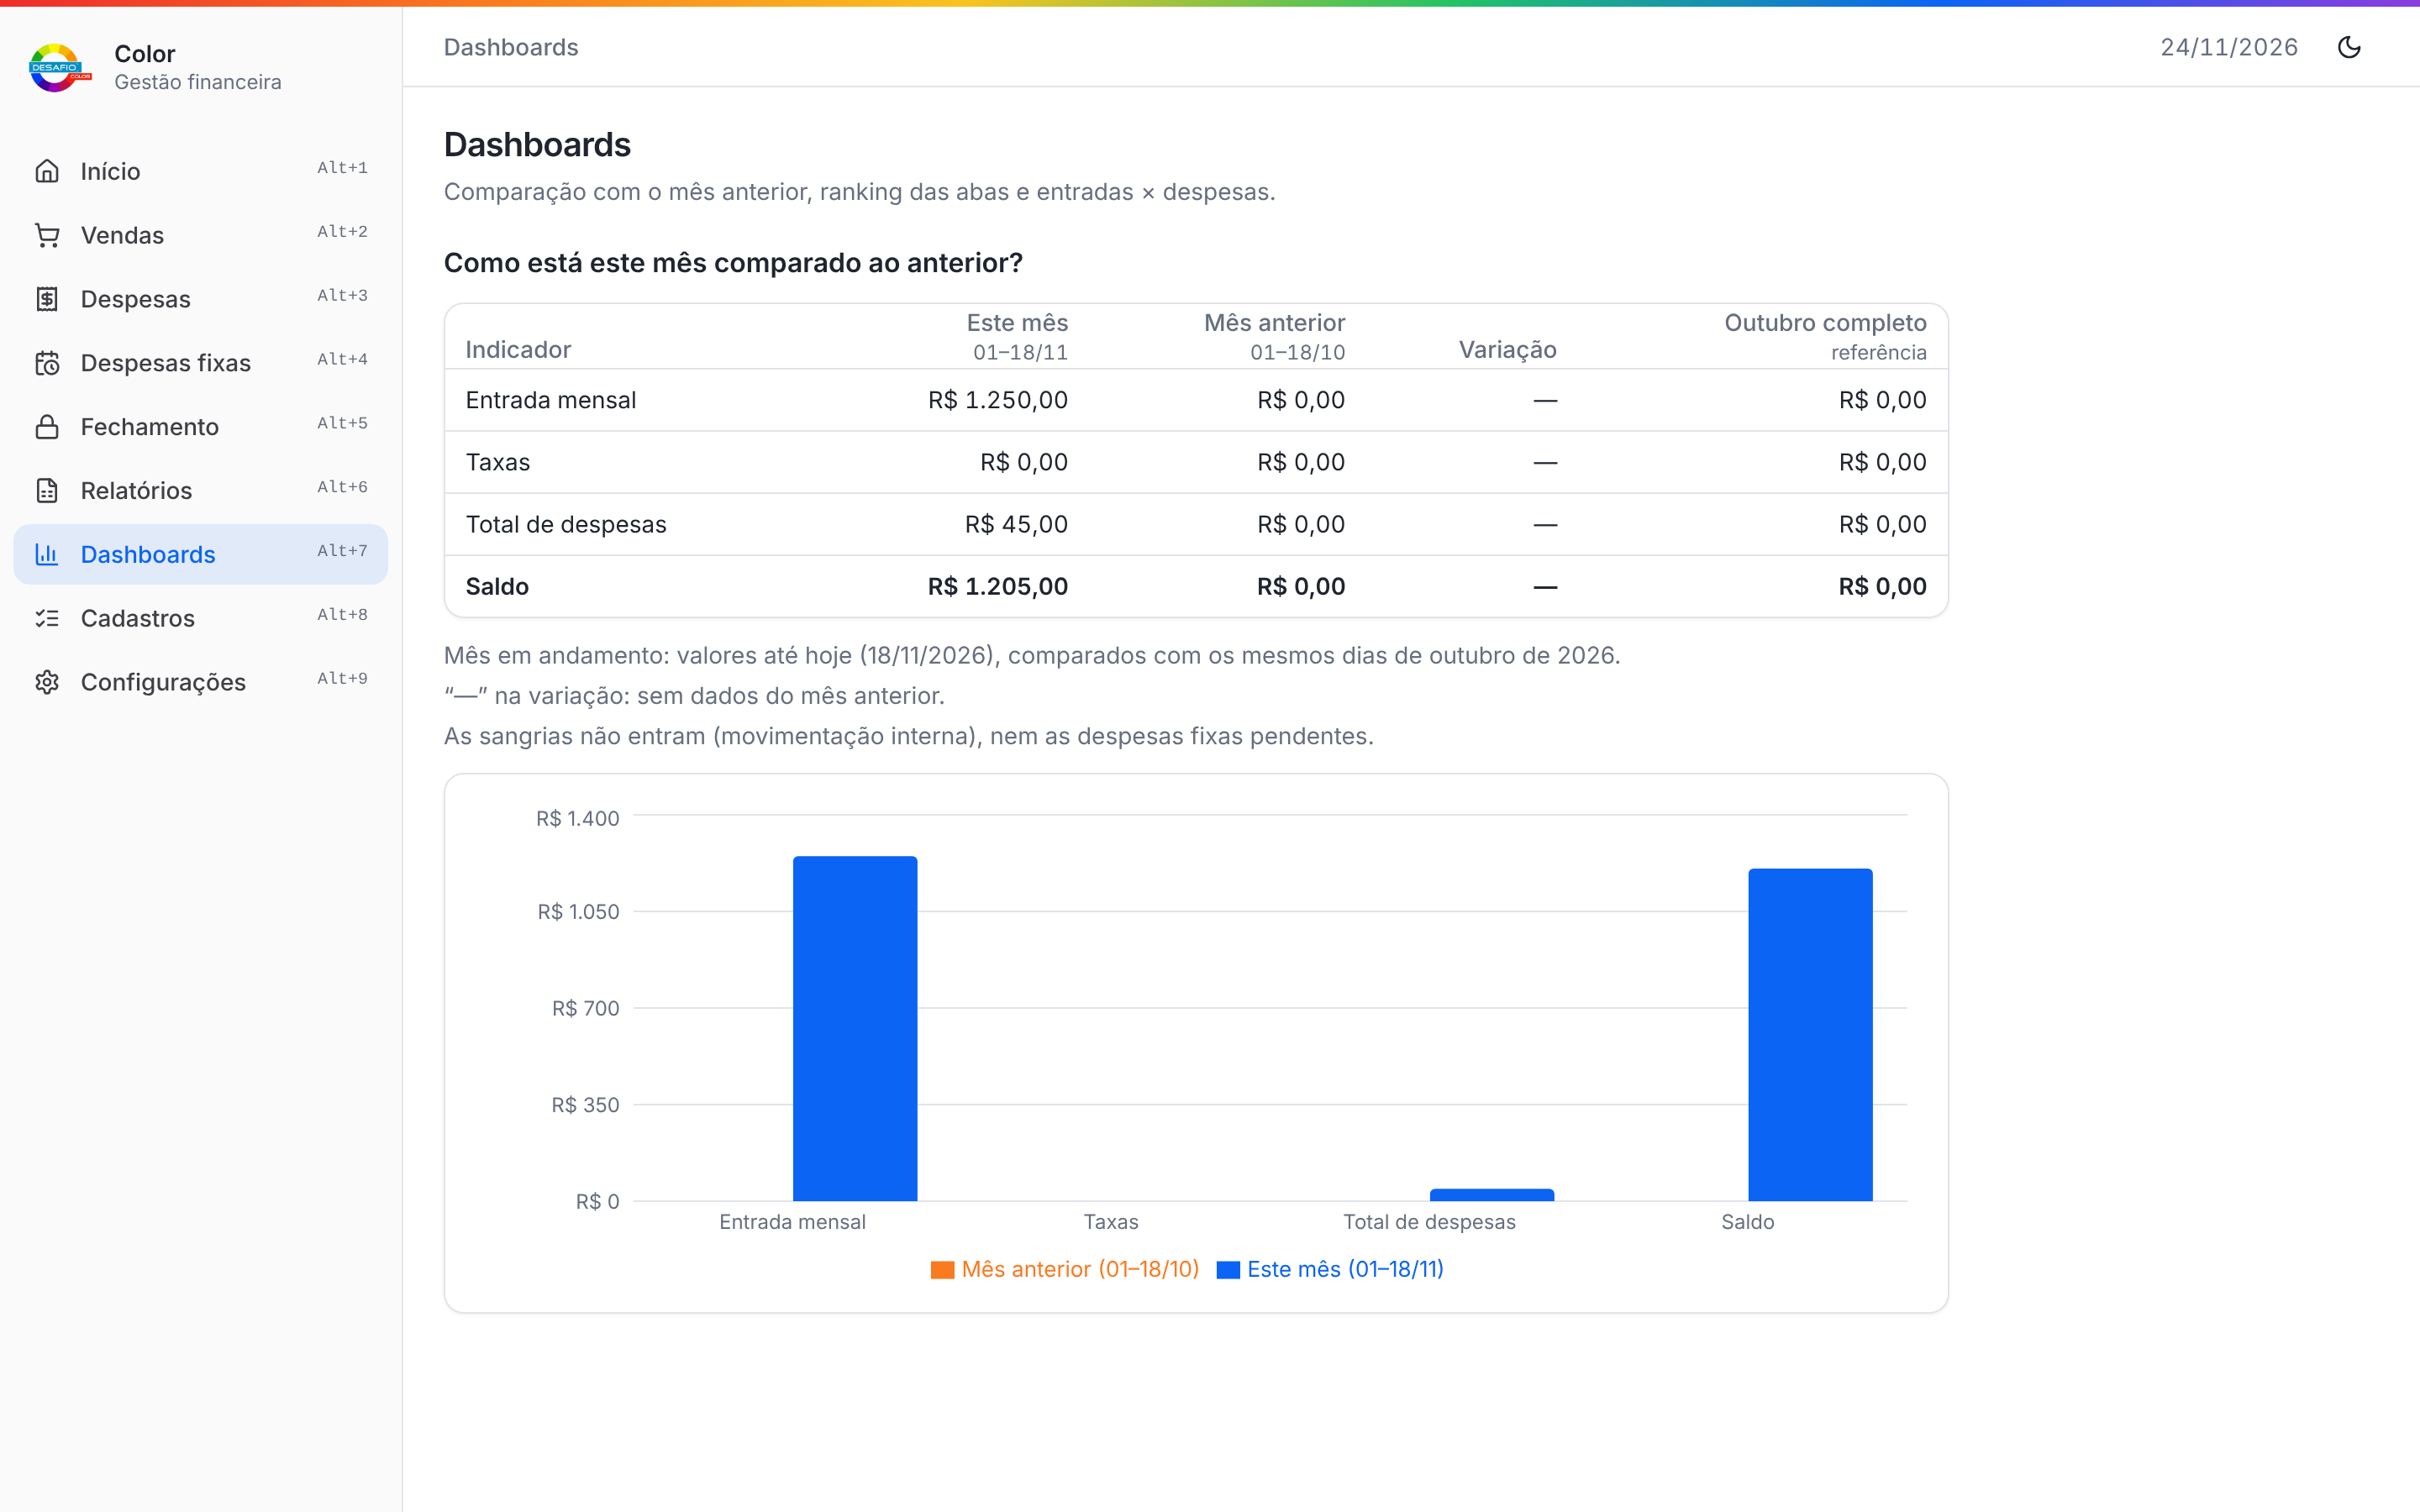 DESAFIO
COLOR
Color
Gestão financeira
Início Alt+1
Vendas Alt+2
Despesas Alt+3
Despesas fixas Alt+4
Fechamento Alt+5
Relatórios Alt+6
Dashboards Alt+7
Cadastros Alt+8
Configurações Alt+9
Dashboards 24/11/2026
Dashboards
Comparação com o mês anterior, ranking das abas e entradas × despesas.
Como está este mês comparado ao anterior?
Este mês Mês anterior Outubro completo
Indicador 01–18/11 01–18/10 Variação referência
Entrada mensal R$ 1.250,00 R$ 0,00 — R$ 0,00
Taxas R$ 0,00 R$ 0,00 — R$ 0,00
Total de despesas R$ 45,00 R$ 0,00 — R$ 0,00
Saldo R$ 1.205,00 R$ 0,00 — R$ 0,00
Mês em andamento: valores até hoje (18/11/2026), comparados com os mesmos dias de outubro de 2026.
“—” na variação: sem dados do mês anterior.
As sangrias não entram (movimentação interna), nem as despesas fixas pendentes.
R$ 1.400
R$ 1.050
R$ 700
R$ 350
R$ 0
Entrada mensal Taxas Total de despesas Saldo
Mês anterior (01–18/10) Este mês (01–18/11)